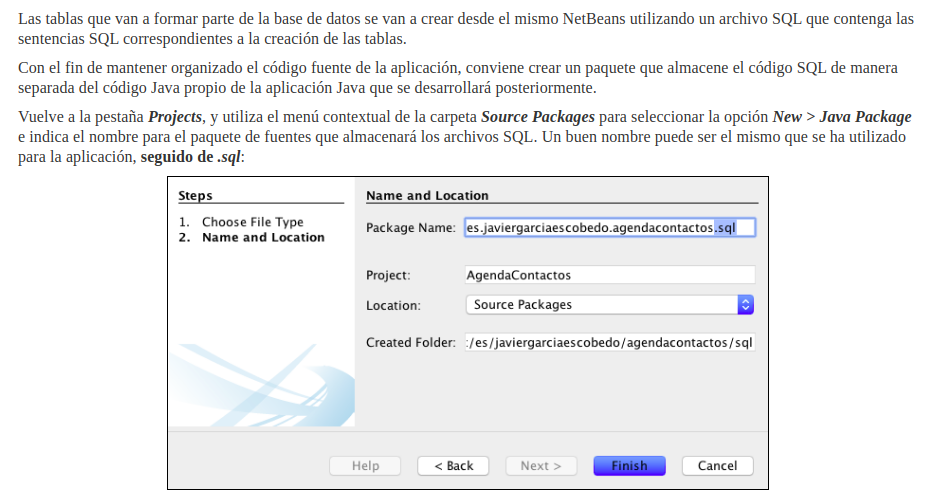 Las tablas que van a formar parte de la base de datos se van a crear desde el mismo NetBeans utilizando un archivo SQL que contenga las
sentencias SQL correspondientes a la creación de las tablas.
Con el fin de mantener organizado el código fuente de la aplicación, conviene crear un paquete que almacene el código SQL de manera
separada del código Java propio de la aplicación Java que se desarrollará posteriormente.
Vuelve a la pestaña Projects, y utiliza el menú contextual de la carpeta Source Packages para seleccionar la opción New > Java Package
e indica el nombre para el paquete de fuentes que almacenará los archivos SQL. Un buen nombre puede ser el mismo que se ha utilizado
para la aplicación, seguido de .sql:
Steps
1. Choose File Type
2. Name and Location
Name and Location
Package Name: es.javiergarciaescobedo.agendacontactos.sql
Project: AgendaContactos
Location: Source Packages
Created Folder: :/es/javiergarciaescobedo/agendacontactos/sql
Help < Back Next > Finish Cancel